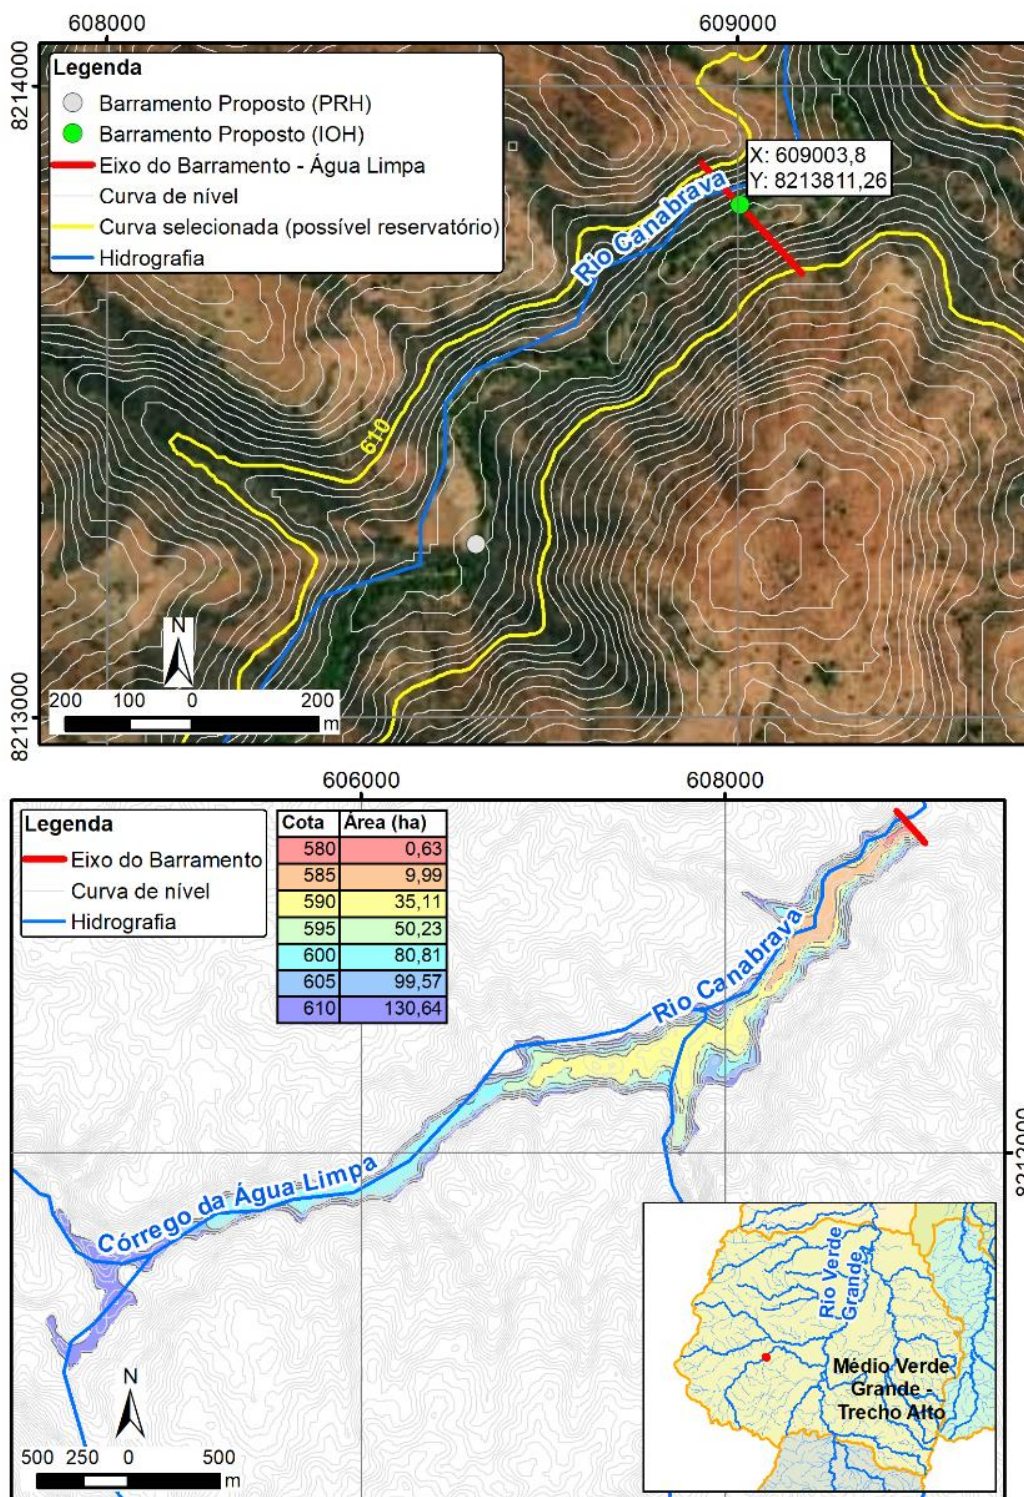 608000
609000
8214000
Legenda
Barramento Proposto (PRH)
Barramento Proposto (IOH)
Eixo do Barramento - Água Limpa
Curva de nível
Curva selecionada (possível reservatório)
Hidrografia
X: 609003,8
Y: 8213811,26
Rio Canabrava
610
N
200 100 0 200
m
8213000
606000
608000
Legenda
Eixo do Barramento
Curva de nível
Hidrografia
Cota Área (ha)
580 0,63
585 9,99
590 35,11
595 50,23
600 80,81
605 99,57
610 130,64
Rio Canabrava
8212000
Córrego da Água Limpa
Rio Verde
Grande
Médio Verde
Grande -
Trecho Alto
N
500 250 0 500
m